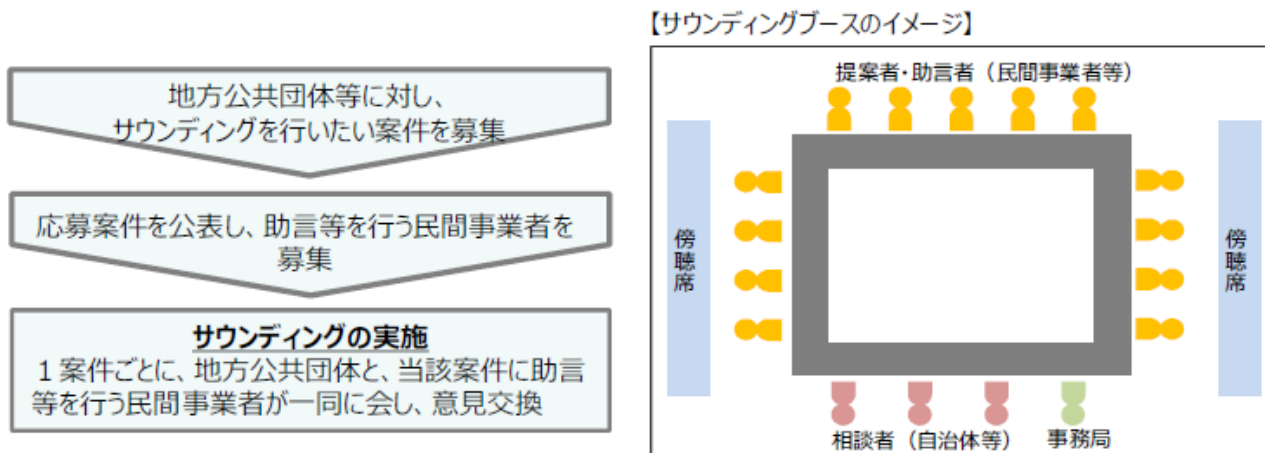 地方公共団体等に対し、
サウンディングを行いたい案件を募集
応募案件を公表し、助言等を行う民間事業者を
募集
サウンディングの実施
１案件ごとに、地方公共団体と、当該案件に助言
等を行う民間事業者が一同に会し、意見交換
【サウンディングブースのイメージ】
提案者・助言者（民間事業者等）
傍聴席
傍聴席
相談者（自治体等）
事務局